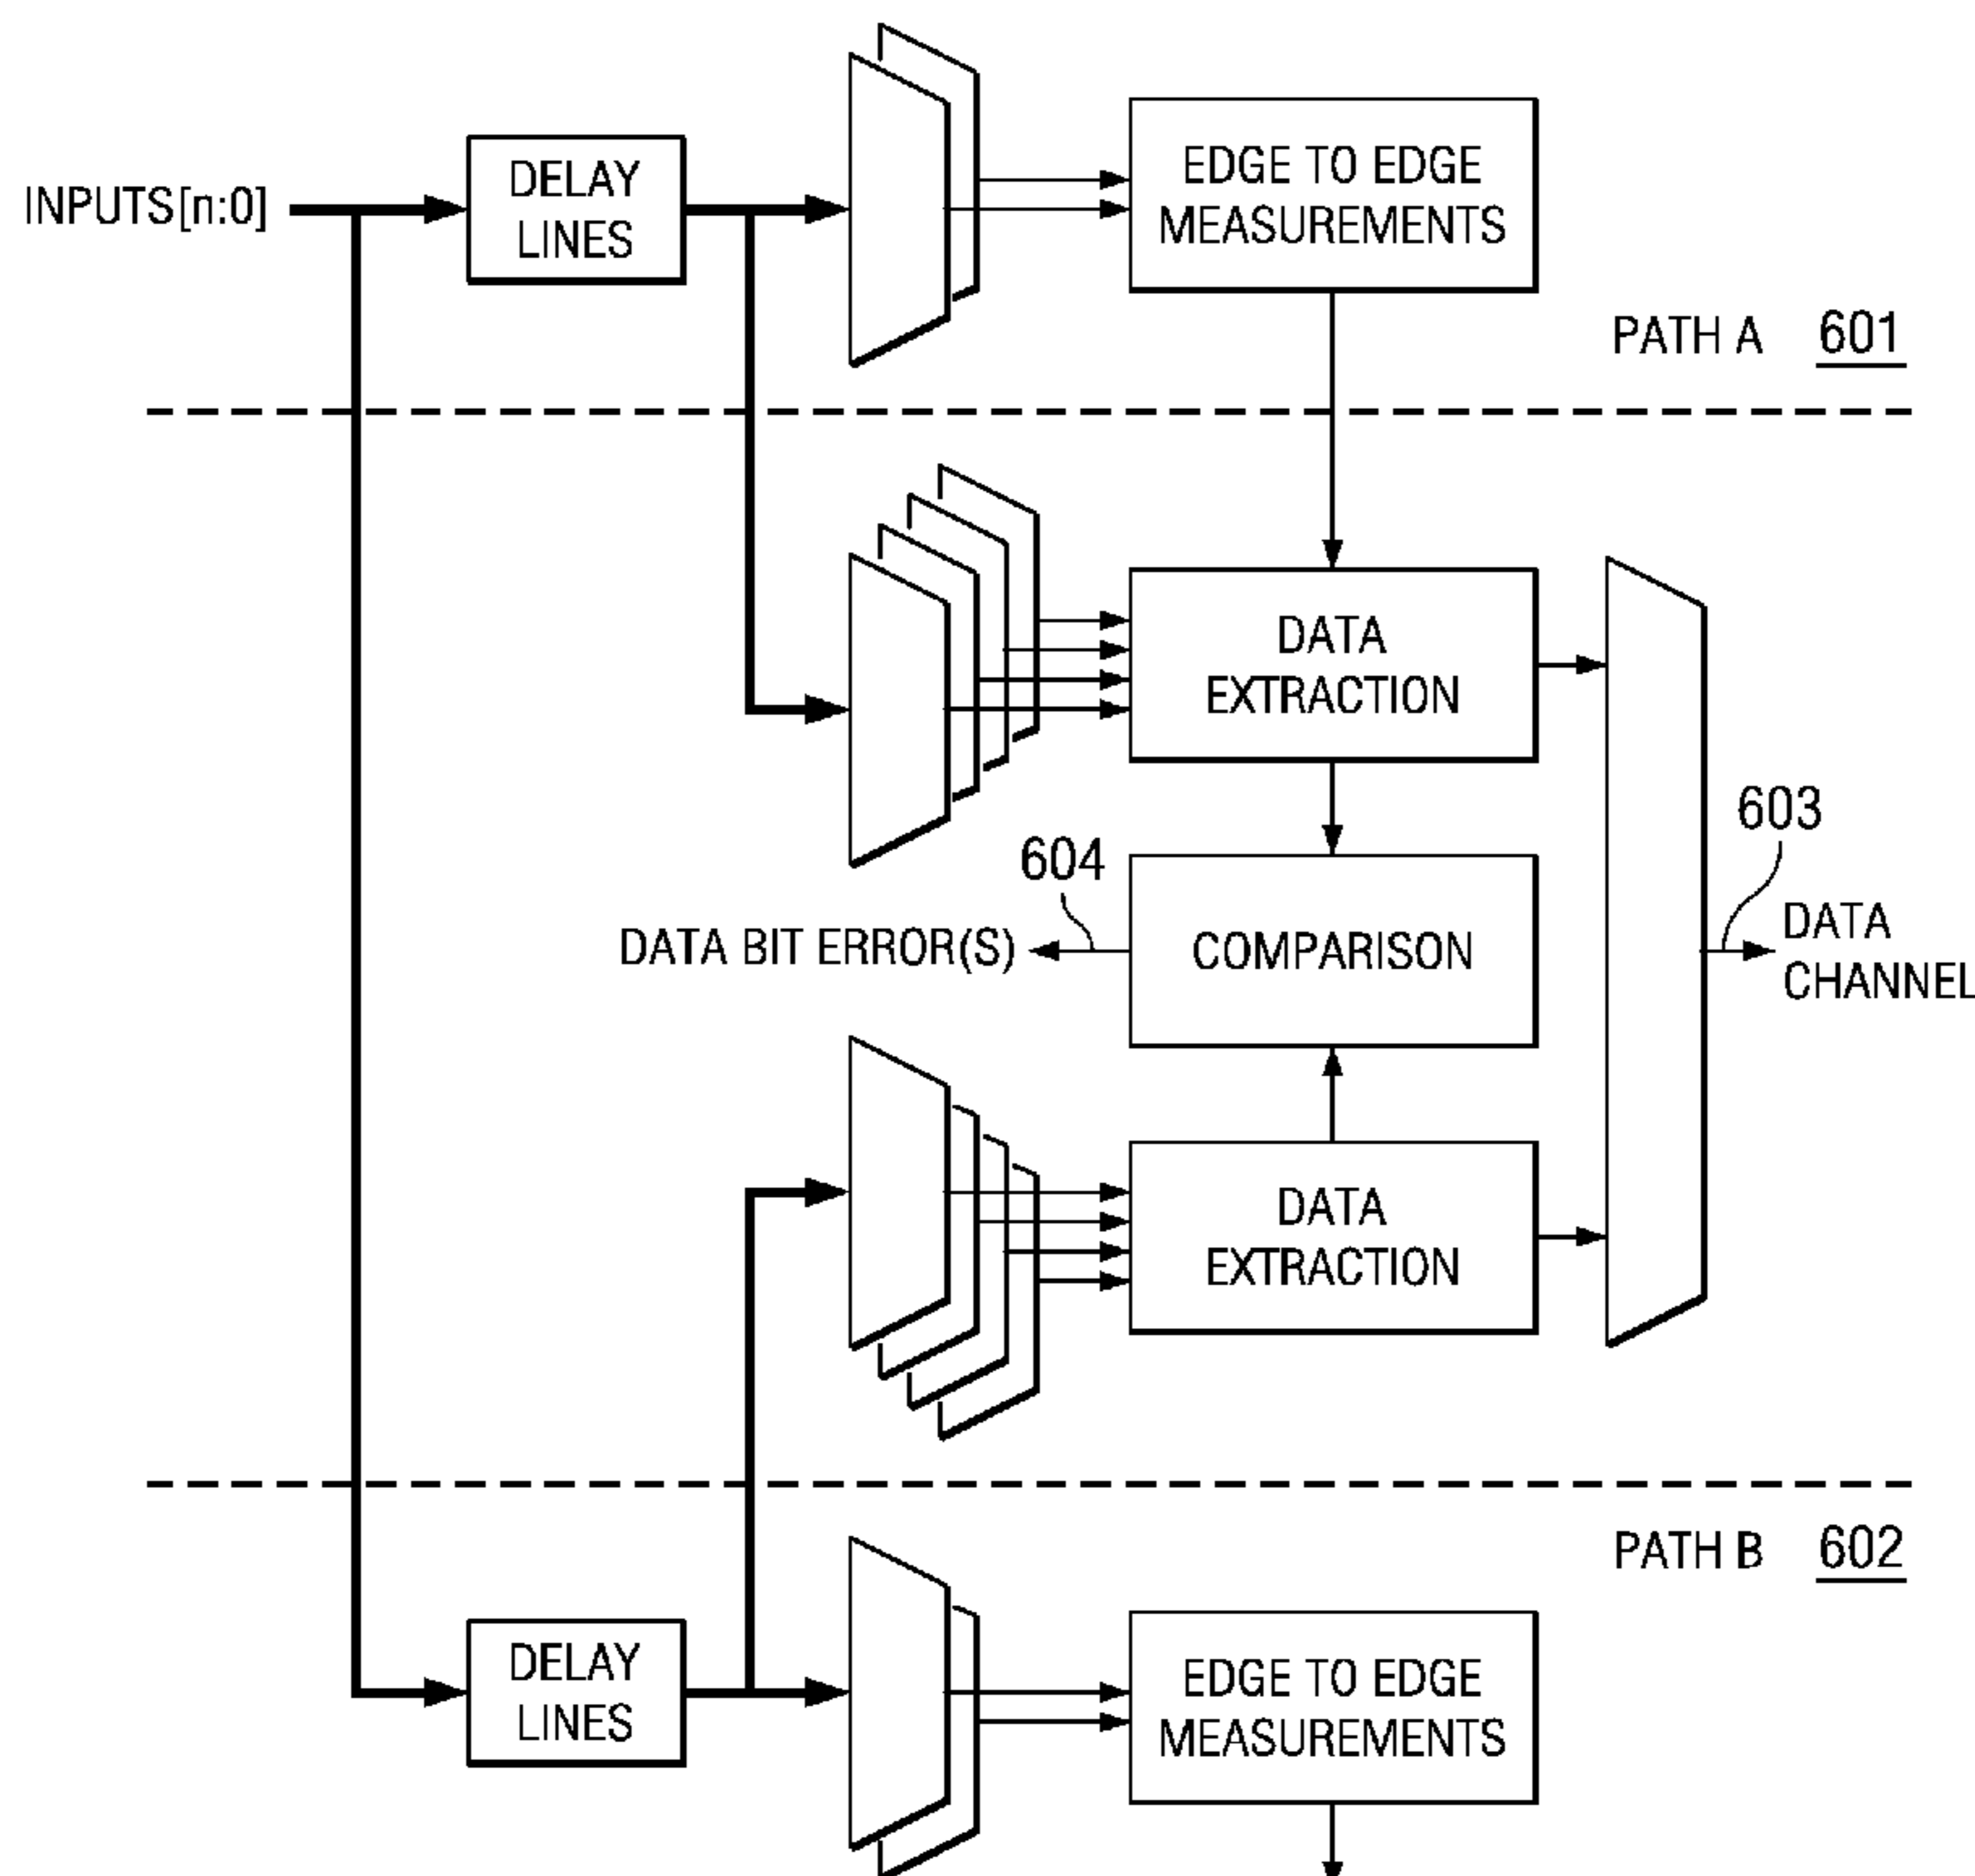 INPUTS[n:0]
DELAY
LINES
EDGE TO EDGE
MEASUREMENTS
PATH A 601
DATA
EXTRACTION
603
604
DATA BIT ERROR(S)
COMPARISON
DATA
CHANNEL
DATA
EXTRACTION
PATH B 602
DELAY
LINES
EDGE TO EDGE
MEASUREMENTS